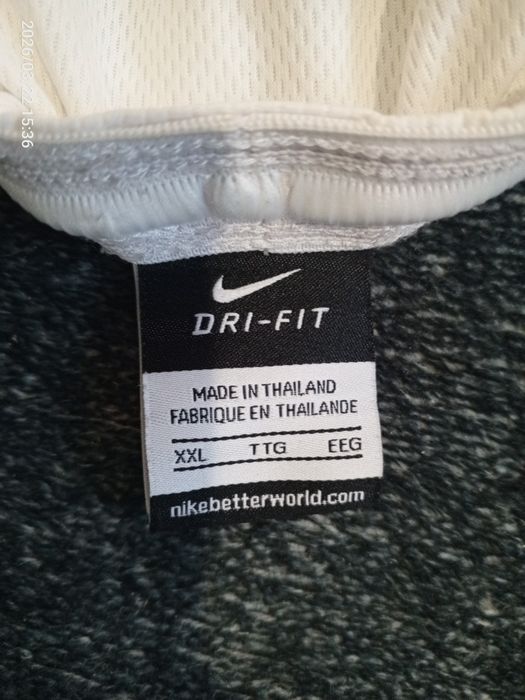 DRI-FIT
MADE IN THAILAND
FABRIQUE EN THAILANDE
XXL TTG EEG
nikebetterworld.com